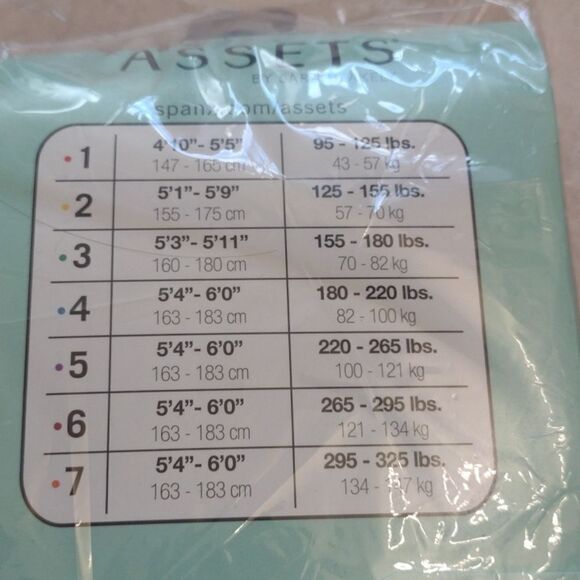 ASSETS
BY
1 4'10"- 5'5" 95 - 125 lbs.
147 - 165 cm 43 - 57 kg
2 5'1"- 5'9" 125 - 155 lbs.
155 - 175 cm 57 - 70 kg
3 5'3"- 5'11" 155 - 180 lbs.
160 - 180 cm 70 - 82 kg
4 5'4"- 6'0" 180 - 220 lbs.
163 - 183 cm 82 - 100 kg
5 5'4"- 6'0" 220 - 265 lbs.
163 - 183 cm 100 - 121 kg
6 5'4"- 6'0" 265 - 295 lbs.
163 - 183 cm 121 - 134 kg
7 5'4"- 6'0" 295 - 325 lbs.
163 - 183 cm 134 - kg